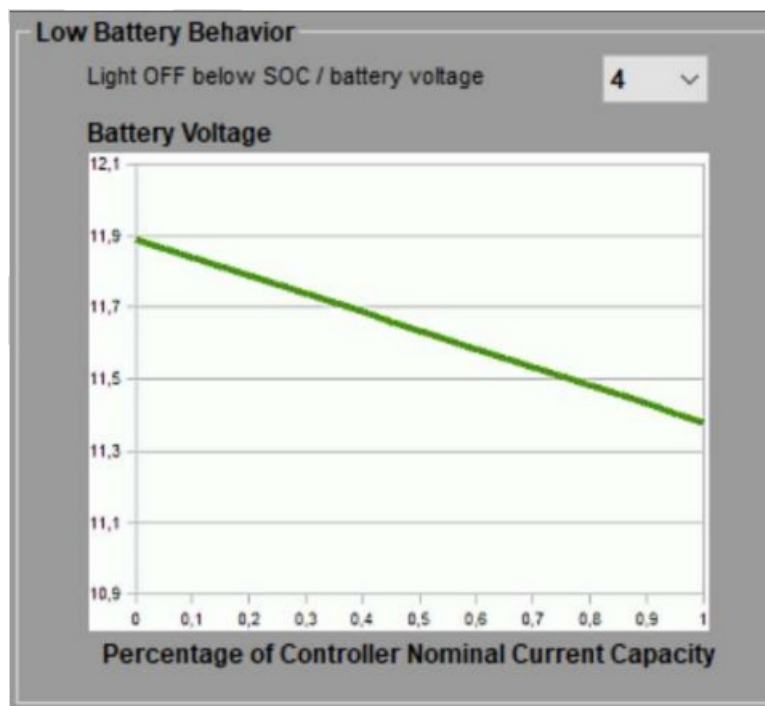 Low Battery Behavior
Light OFF below SOC / battery voltage
4
Battery Voltage
12,1
11,9
11,7
11,5
11,3
11,1
10,9
0 0,1 0,2 0,3 0,4 0,5 0,6 0,7 0,8 0,9 1
Percentage of Controller Nominal Current Capacity